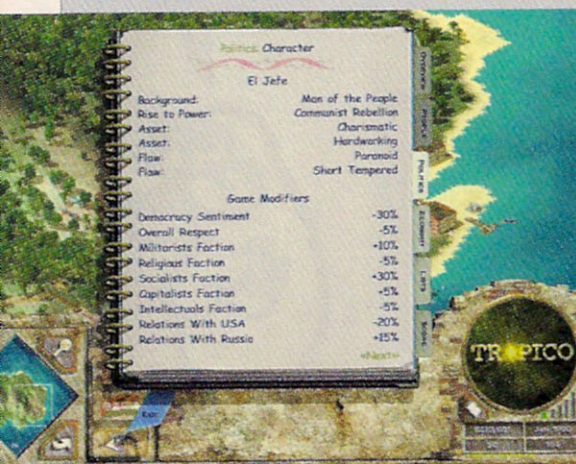 Politics: Character
El Jefe
Background: Man of the People
Rise to Power: Communist Rebellion
Asset: Charismatic
Asset: Hardworking
Flaw: Paranoid
Flaw: Short Tempered
Game Modifiers
Democracy Sentiment -30%
Overall Respect -5%
Militarists Faction +10%
Religious Faction -5%
Socialists Faction +30%
Capitalists Faction +5%
Intellectuals Faction -5%
Relations With USA -20%
Relations With Russia +15%
«Next»
OVERVIEW
PEOPLE
POLITICS
ECONOMY
LISTS
SCORE
Exit
TROPICO